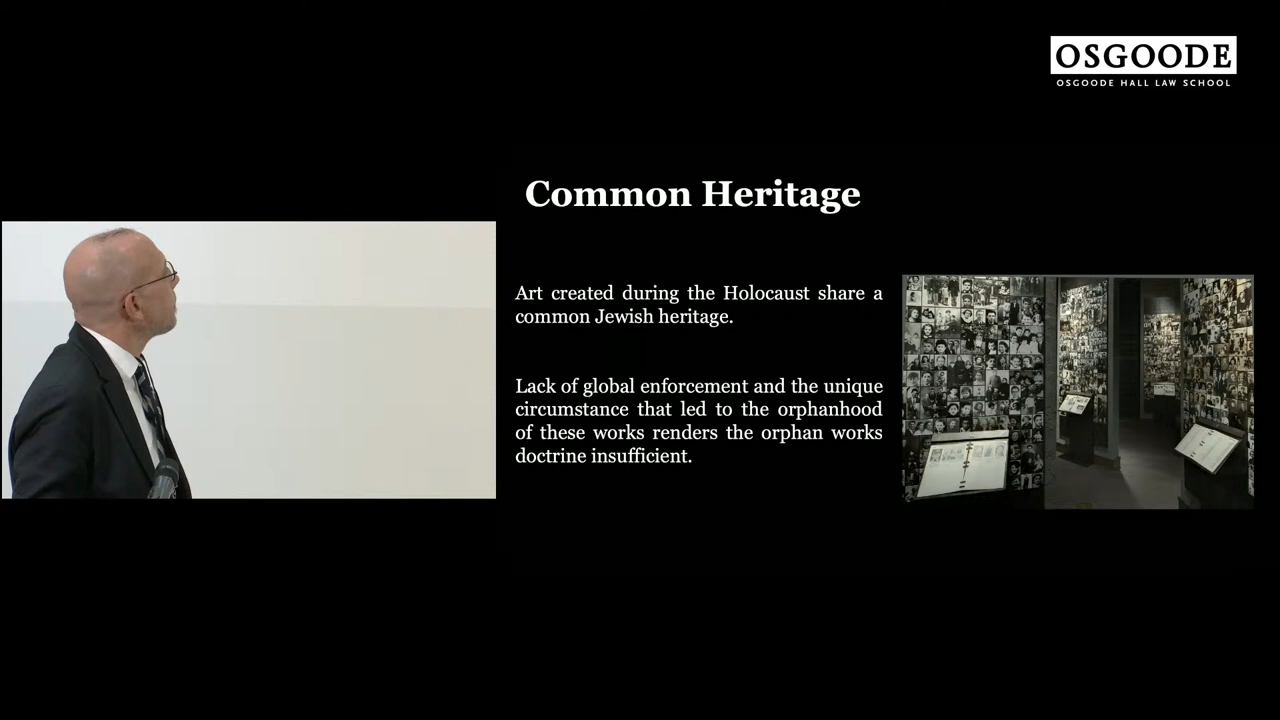 OSGOODE
OSGOODE HALL LAW SCHOOL
Common Heritage
Art created during the Holocaust share a
common Jewish heritage.
Lack of global enforcement and the unique
circumstance that led to the orphanhood
of these works renders the orphan works
doctrine insufficient.